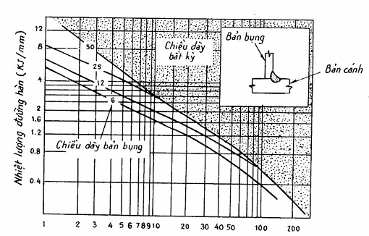 Nhiệt lượng đường hàn (KJ/mm)
12
8
4
2
1.6
1.2
0.8
0.4
50
25
12
6
Chiều dày
bất kỳ
Chiều dày bản bụng
Bản bụng
Bản cánh
1 2 3 4 5 6 7 8 9 10 20 30 40 50 100 200